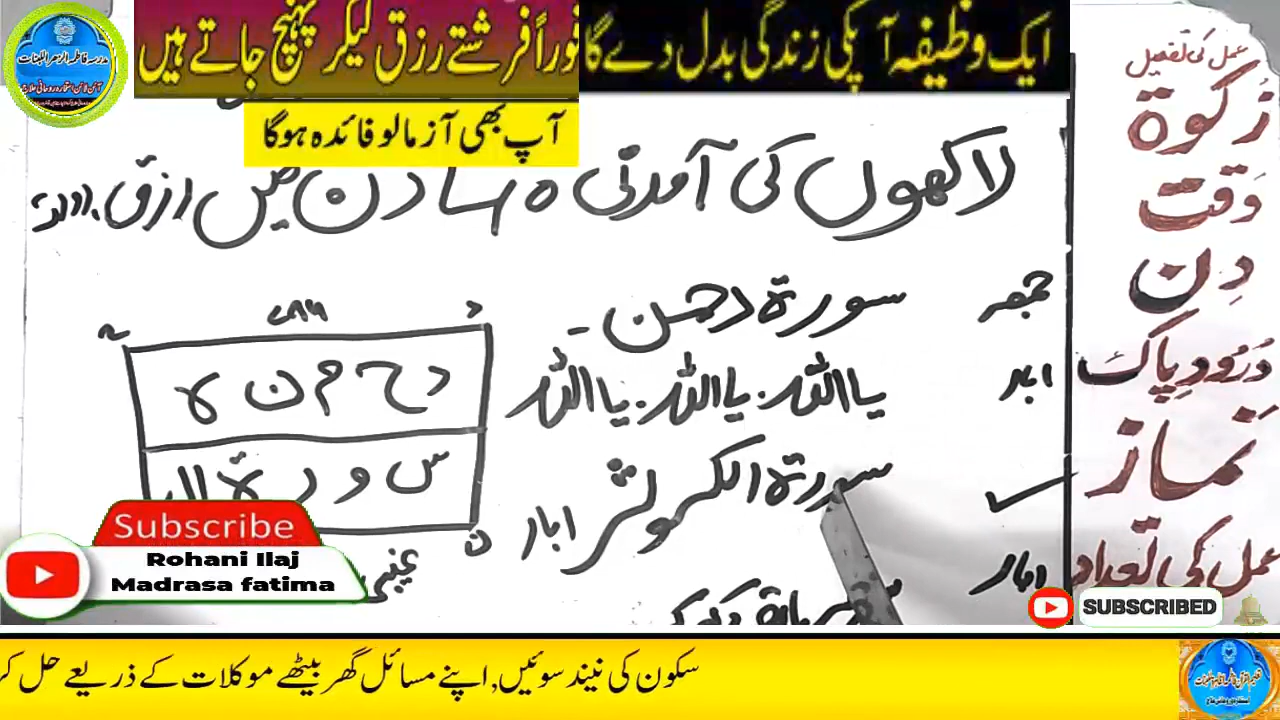 ایک وظیفہ آپکی زندگی بدل دے گا
فوراً فرشتے رزق لیکر پہنچ جاتے ہیں
آپ بھی آزمالو فائدہ ہوگا
لاکھوں کی آمدنی دن میں رزق
عمل کی تفصیل
زکوۃ
وقت
دن
درود پاک
نماز
عمل کی تعداد
جمعہ
سورۃ رحمن
یا اللہ . یا اللہ . یا اللہ
سورۃ الکوثر
ر ح م ن ۃ
س و ر ۃ ال
Subscribe
Rohani Ilaj
Madrasa fatima
SUBSCRIBED
سکون کی نیند سوئیں, اپنے مسائل گھر بیٹھے موکلات کے ذریعے حل کر